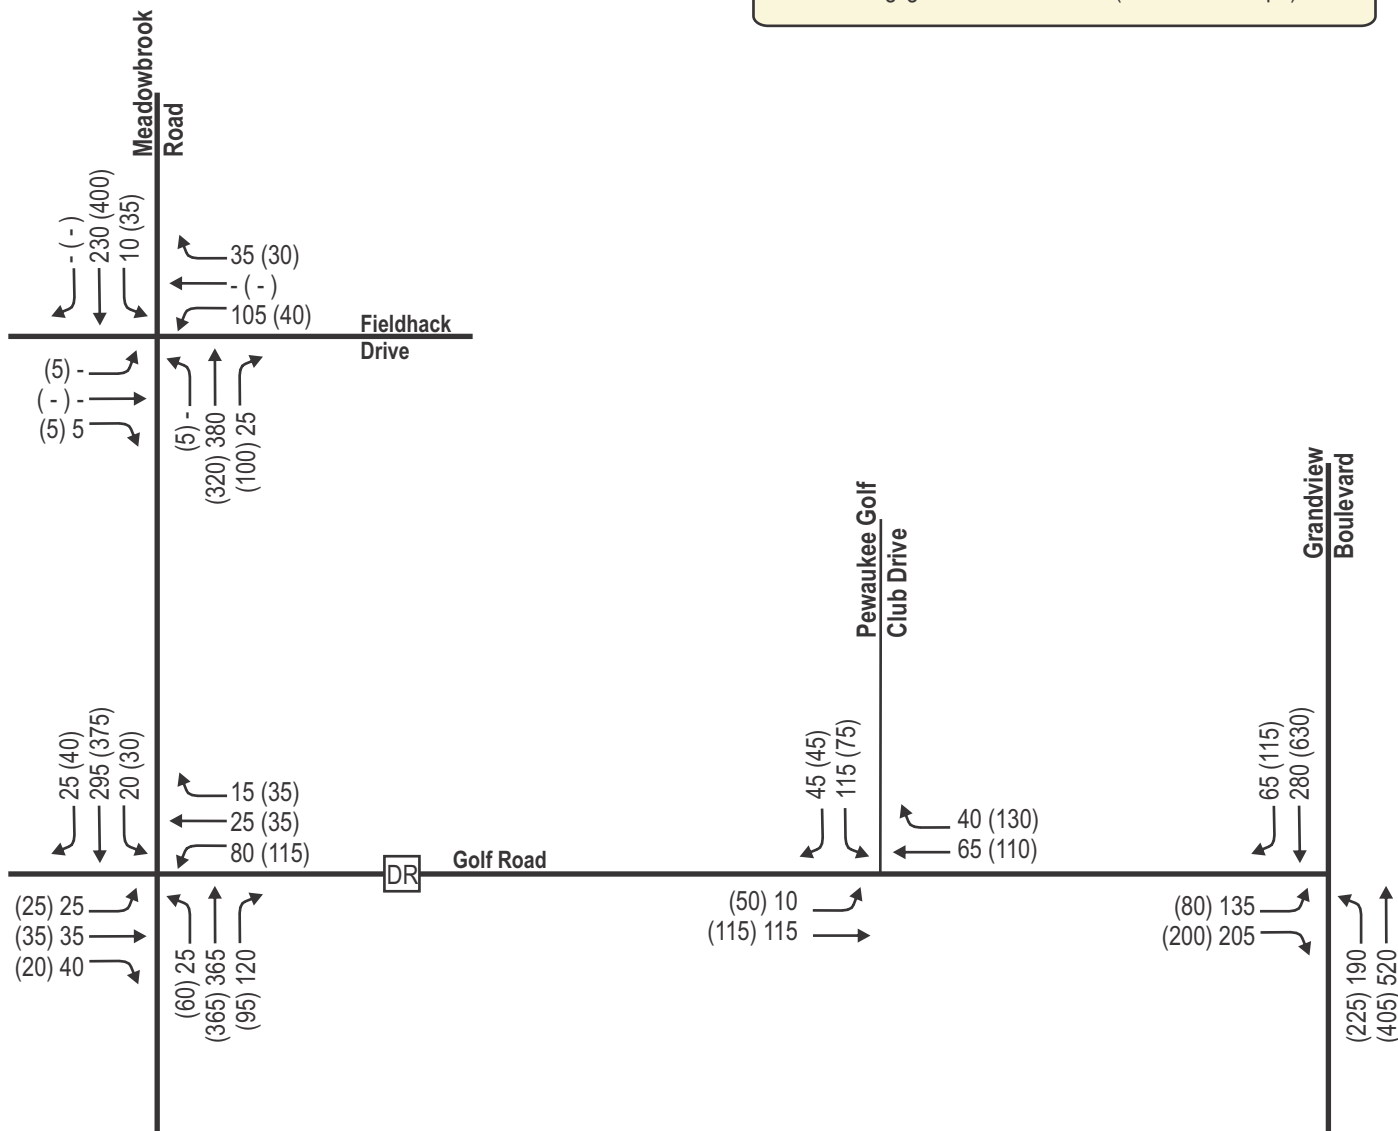 Meadowbrook
Road
- ( - )
230 (400)
10 (35)
35 (30)
- ( - )
105 (40)
Fieldhack
Drive
(5) -
( - ) -
(5) 5
(5) -
(320) 380
(100) 25
Pewaukee Golf
Club Drive
Grandview
Boulevard
25 (40)
295 (375)
20 (30)
15 (35)
25 (35)
80 (115)
DR
Golf Road
45 (45)
115 (75)
40 (130)
65 (110)
65 (115)
280 (630)
(25) 25
(35) 35
(20) 40
(60) 25
(365) 365
(95) 120
(50) 10
(115) 115
(80) 135
(200) 205
(225) 190
(405) 520